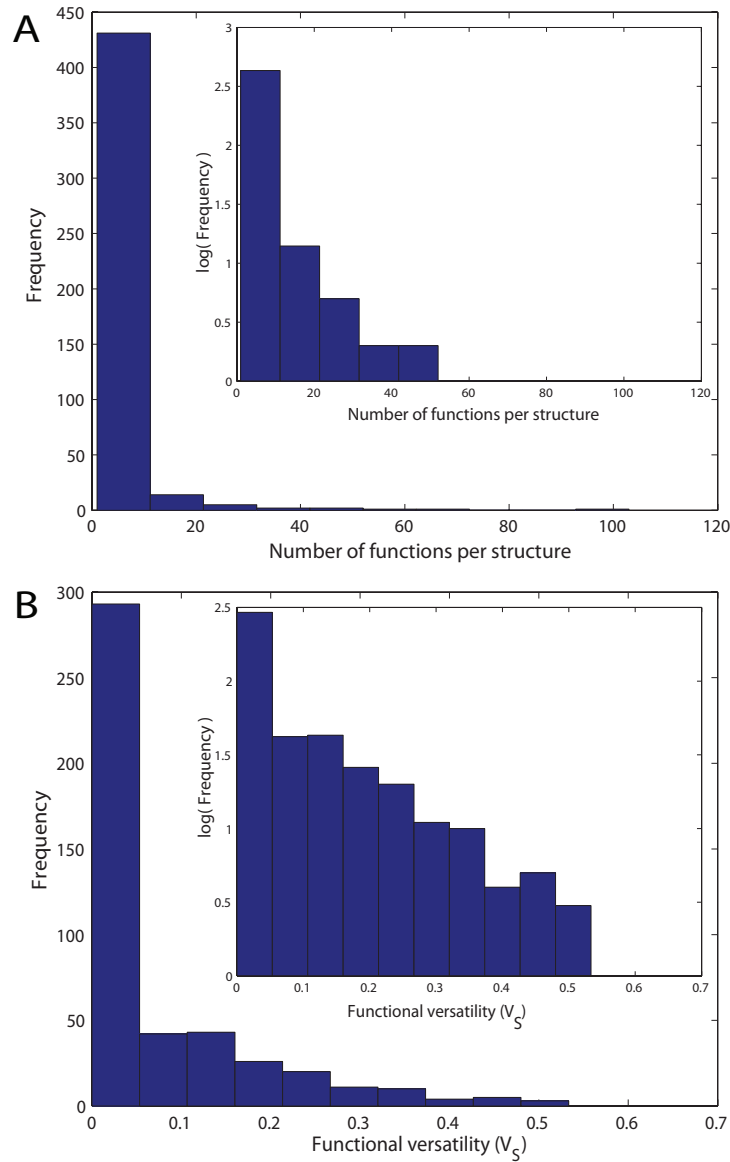 A
450
400
350
300
250
200
150
100
50
0
Frequency
0 20 40 60 80 100 120
Number of functions per structure
3
2.5
2
1.5
1
0.5
0
log( Frequency )
0 20 40 60 80 100 120
Number of functions per structure
B
300
250
200
150
100
50
0
Frequency
0 0.1 0.2 0.3 0.4 0.5 0.6 0.7
Functional versatility (V_S)
2.5
2
1.5
1
0.5
0
log( Frequency )
0 0.1 0.2 0.3 0.4 0.5 0.6 0.7
Functional versatility (V_S)